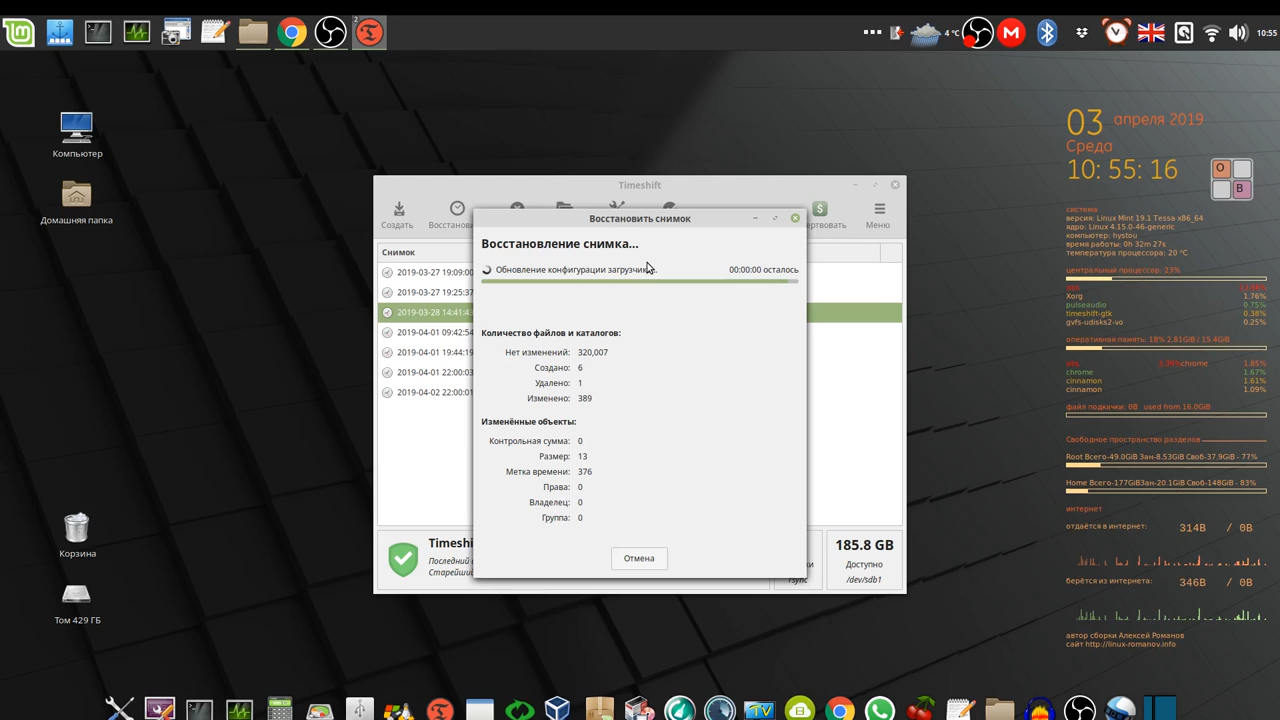 2
4 °C
10:55
Компьютер
Домашняя папка
Корзина
Том 429 ГБ
Timeshift
Создать
Меню
Снимок
2019-03-27 19:09:00
2019-03-27 19:25:37
2019-03-28 14:41:43
2019-04-01 09:42:54
2019-04-01 19:44:19
2019-04-01 22:00:03
2019-04-02 22:00:01
Восстановить снимок
Восстановление снимка...
Обновление конфигурации загрузчик
00:00:00 осталось
Количество файлов и каталогов:
Нет изменений: 320,007
Создано: 6
Удалено: 1
Изменено: 389
Изменённые объекты:
Контрольная сумма: 0
Размер: 13
Метка времени: 376
Права: 0
Владелец: 0
Группа: 0
Отмена
185.8 GB
Доступно
/dev/sdb1
rsync
03 апреля 2019
Среда
10: 55: 16
O
B
система
версия: Linux Mint 19.1 Tessa x86_64
ядро: Linux 4.15.0-46-generic
компьютер: hystou
время работы: 0h 32m 27s
температура процессора: 20 °C
центральный процессор: 23%
Xorg 1.76%
pulseaudio 0.75%
timeshift-gtk 0.38%
gvfs-udisks2-vo 0.25%
оперативная память: 18% 2.81GiB / 15.4GiB
chrome 1.85%
chrome 1.67%
cinnamon 1.61%
cinnamon 1.09%
файл подкачки: 0B used from 16.0GiB
Свободное пространство разделов
Root Всего-49.0GiB Зан-8.53GiB Своб-37.9GiB - 77%
Home Всего-177GiBЗан-20.1GiB Своб-148GiB - 83%
интернет
отдаётся в интернет: 314B / 0B
берётся из интернета: 346B / 0B
автор сборки Алексей Романов
сайт http://linux-romanov.info
TV